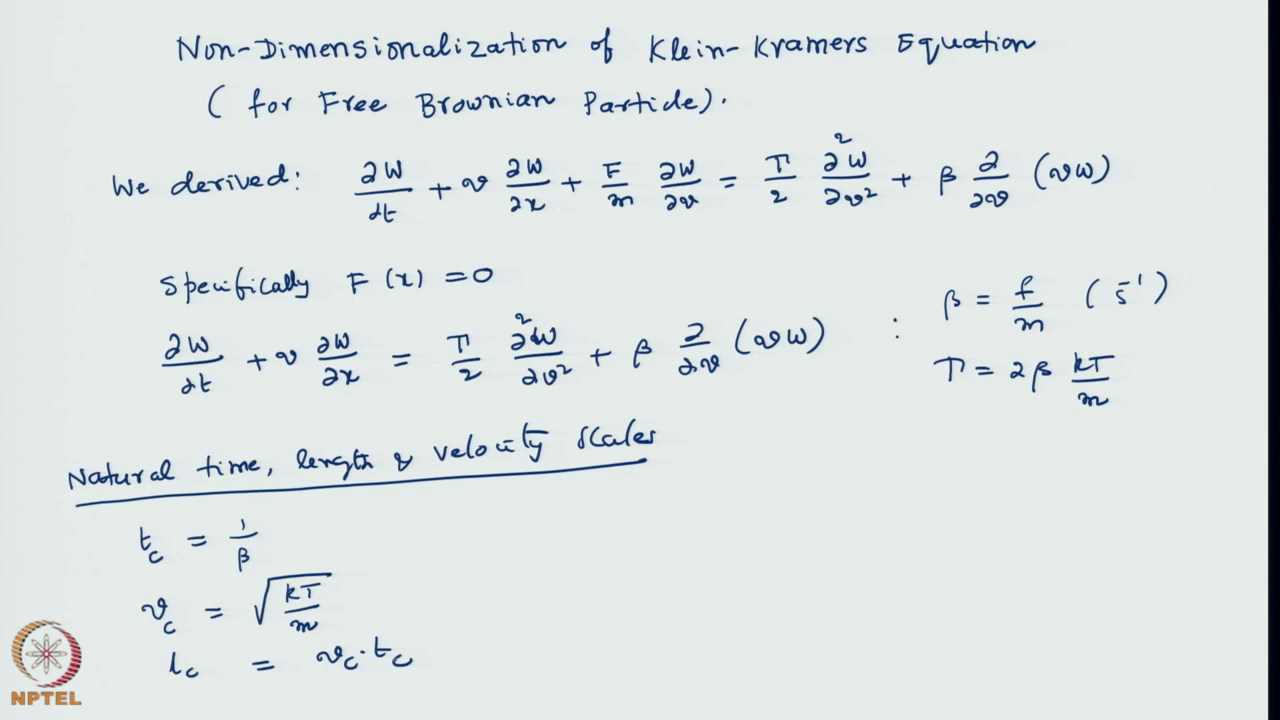 Non-Dimensionalization of Klein-Kramers Equation
( for Free Brownian Particle).
We derived: ∂W/∂t + v ∂W/∂x + F/m ∂W/∂v = Γ/2 ∂²W/∂v² + β ∂/∂v (vW)
Specifically F(x) = 0
∂W/∂t + v ∂W/∂x = Γ/2 ∂²W/∂v² + β ∂/∂v (vW) : β = f/m (s⁻¹)
Γ = 2β kT/m
Natural time, length & velocity scales
t_c = 1/β
v_c = √(kT/m)
l_c = v_c · t_c
NPTEL